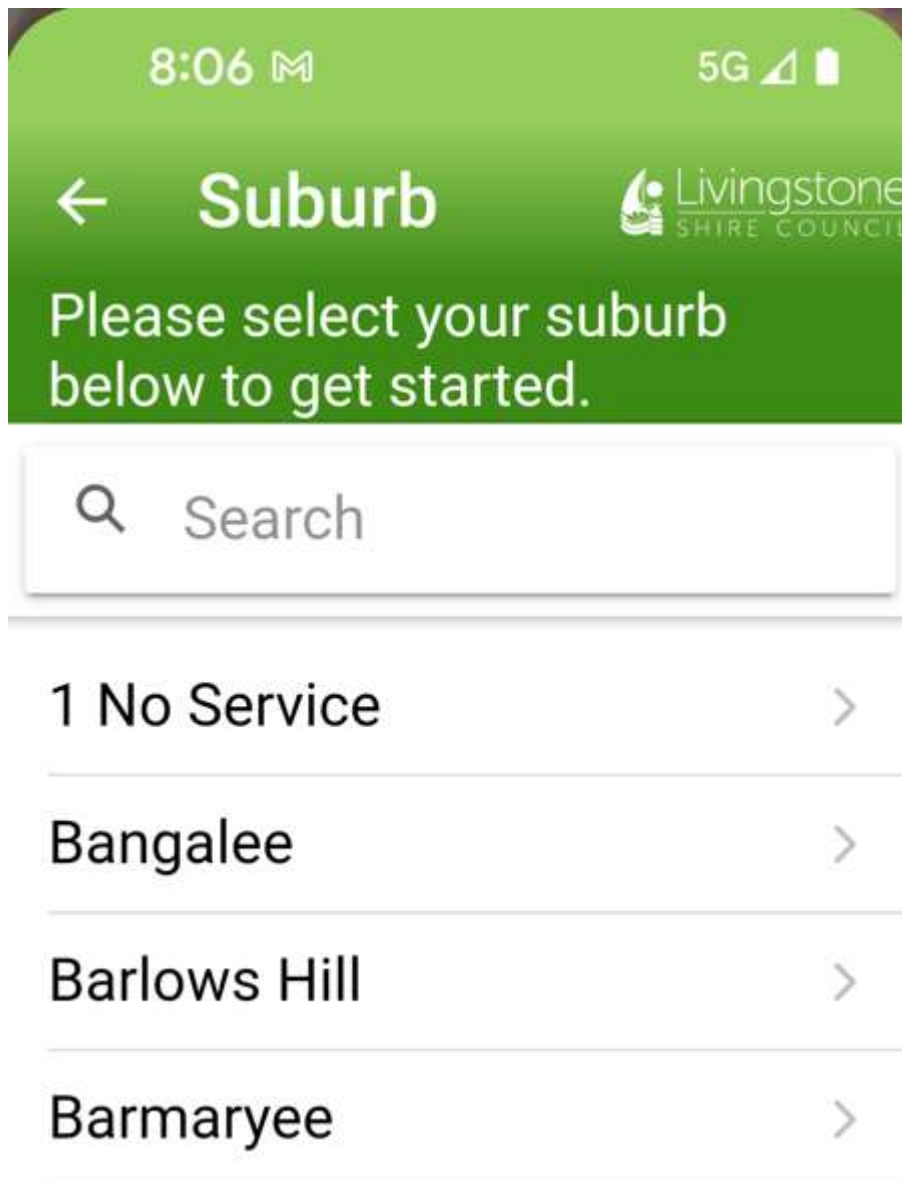 8:06 5G
Suburb
Livingstone
SHIRE COUNCIL
Please select your suburb
below to get started.
Search
1 No Service
Bangalee
Barlows Hill
Barmaryee